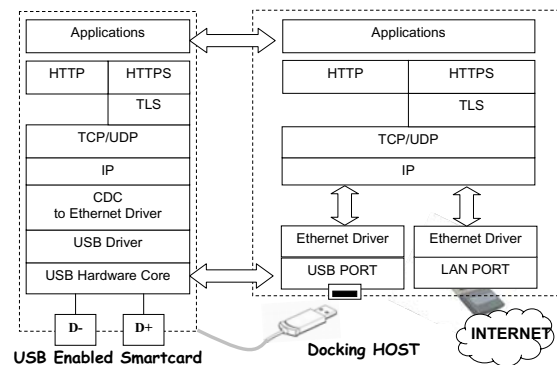 Applications
HTTP HTTPS
TLS
TCP/UDP
IP
CDC
to Ethernet Driver
USB Driver
USB Hardware Core
D- D+
USB Enabled Smartcard
Applications
HTTP HTTPS
TLS
TCP/UDP
IP
Ethernet Driver Ethernet Driver
USB PORT LAN PORT
Docking HOST
INTERNET